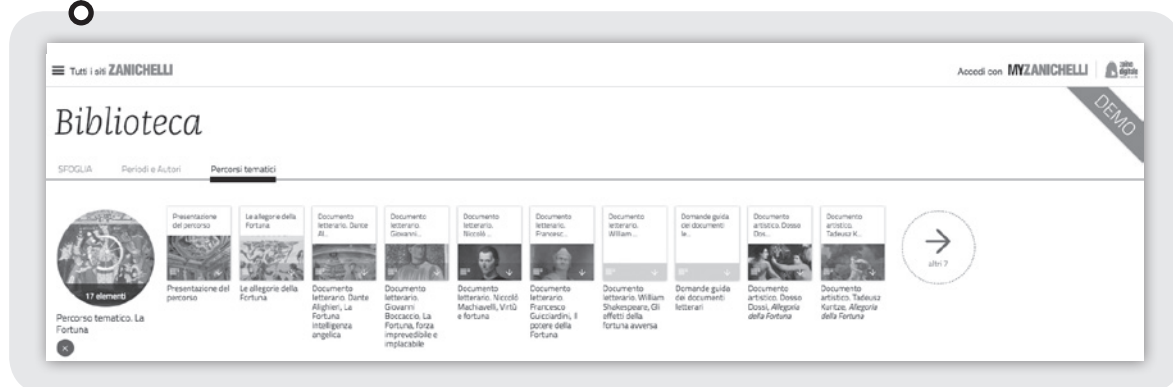 Tutti i siti ZANICHELLI
Accedi con MYZANICHELLI
Biblioteca
DEMO
SFOGLIA Periodi e Autori Percorsi tematici
17 elementi
Percorso tematico. La
Fortuna
Presentazione
del percorso
Presentazione del
percorso
Le allegorie della
Fortuna
Le allegorie della
Fortuna
Documento
letterario. Dante
Al...
Documento
letterario. Dante
Alighieri, La
Fortuna
intelligenza
angelica
Documento
letterario.
Giovanni...
Documento
letterario.
Giovanni
Boccaccio, La
Fortuna, forza
imprevedibile e
implacabile
Documento
letterario.
Niccolò...
Documento
letterario. Niccolò
Machiavelli, Virtù
e fortuna
Documento
letterario.
Francesc...
Documento
letterario.
Francesco
Guicciardini, Il
potere della
Fortuna
Documento
letterario.
William...
Documento
letterario. William
Shakespeare, Gli
effetti della
fortuna avversa
Domande guida
dei documenti
le...
Domande guida
dei documenti
letterari
Documento
artistico. Dosso
Dos...
Documento
artistico. Dosso
Dossi, Allegoria
della Fortuna
Documento
artistico.
Tadeusz K...
Documento
artistico. Tadeusz
Kuntze, Allegoria
della Fortuna
altri 7